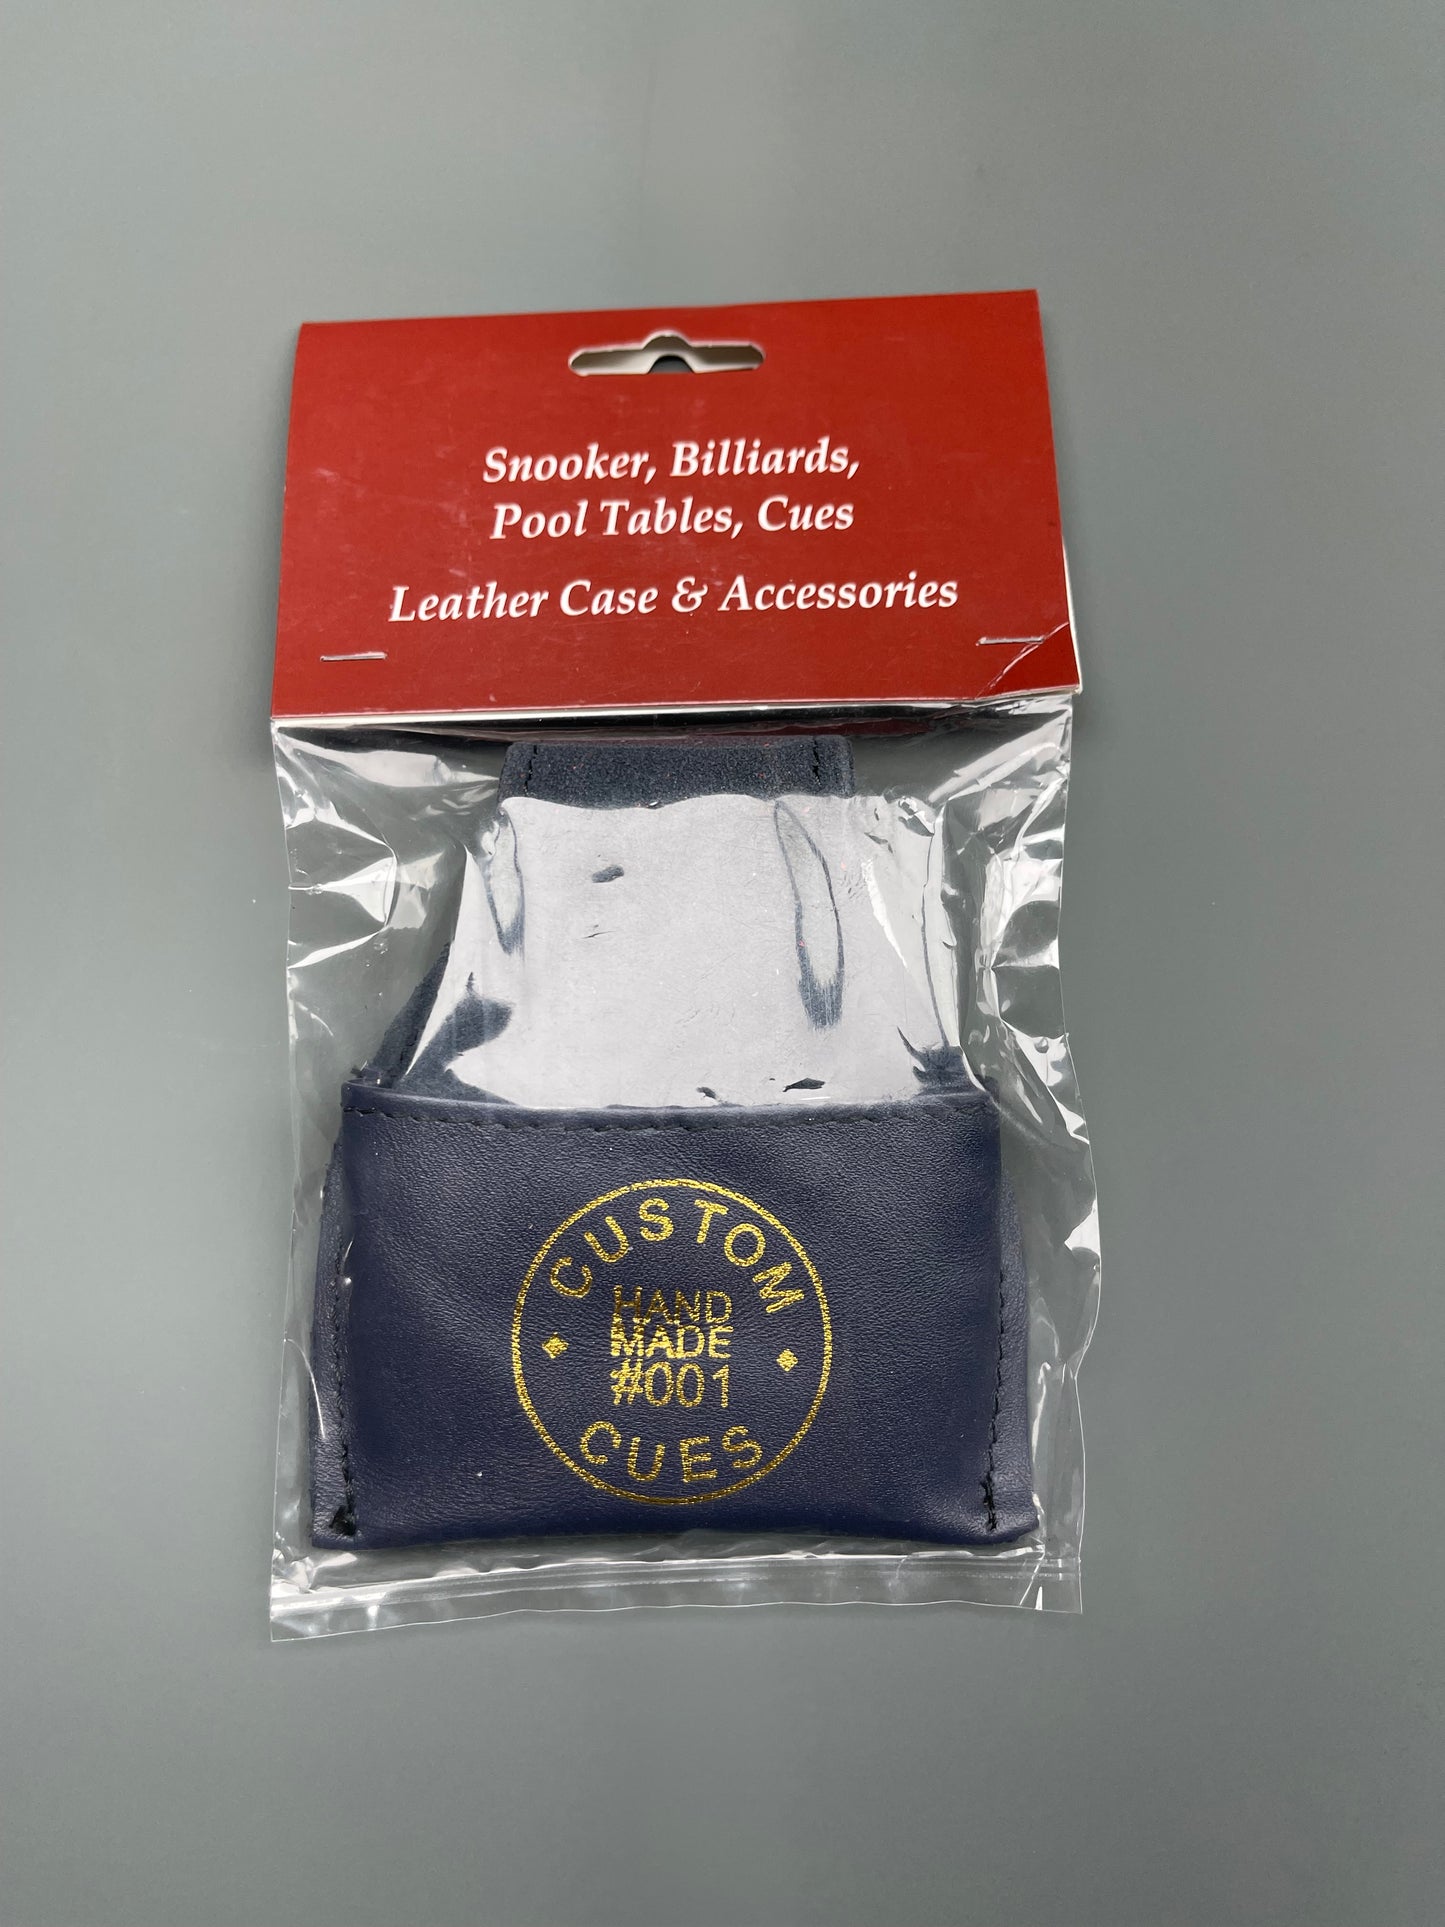 Snooker, Billiards,
Pool Tables, Cues
Leather Case & Accessories
CUSTOM
HAND
MADE
#001
CUES